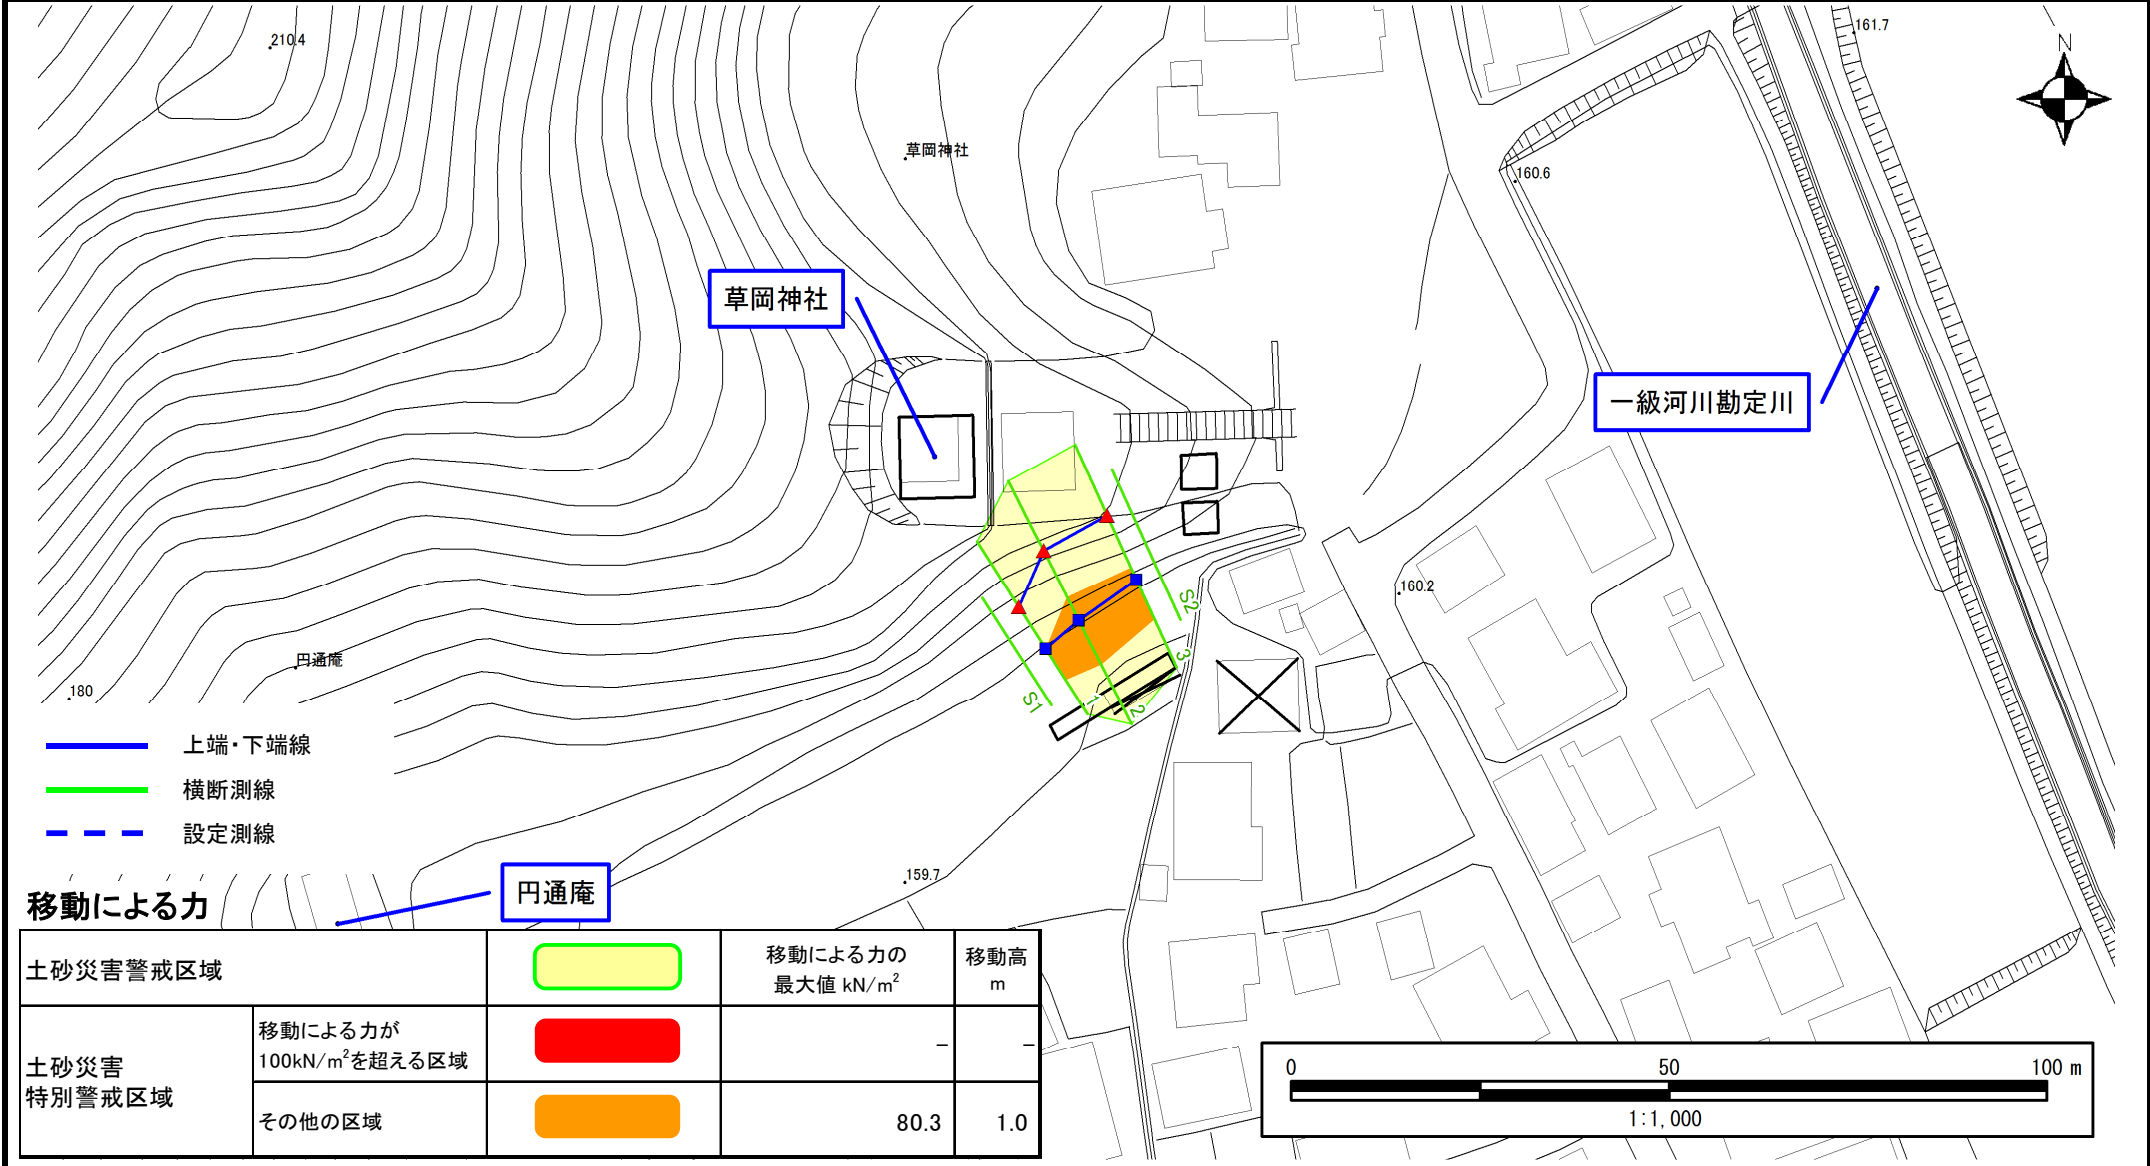 210.4
161.7
N
草岡神社
160.6
草岡神社
一級河川勘定川
160.2
S2
円通庵
3
180
S1
1
2
上端・下端線
横断測線
設定測線
159.7
円通庵
移動による力
土砂災害警戒区域
移動による力の
最大値 kN/m²
移動高
m
土砂災害
特別警戒区域
移動による力が
100kN/m²を超える区域
－
－
その他の区域
80.3
1.0
0 50 100 m
1:1,000